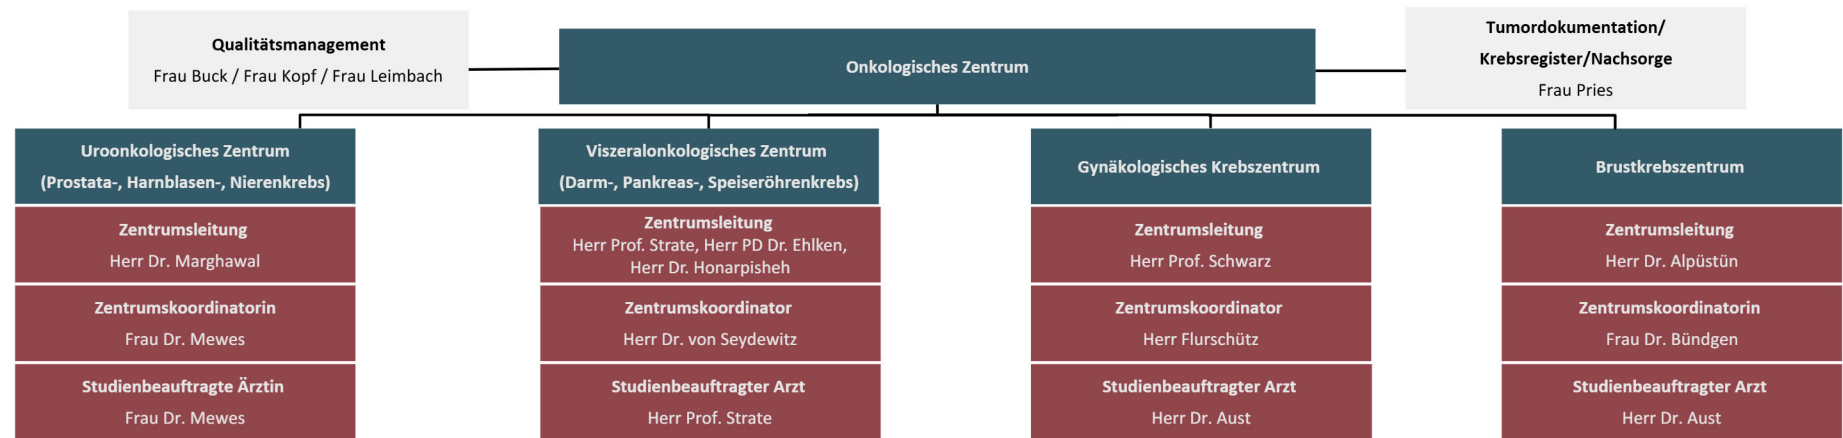 Qualitätsmanagement
Frau Buck / Frau Kopf / Frau Leimbach
Onkologisches Zentrum
Tumordokumentation/
Krebsregister/Nachsorge
Frau Pries
Uroonkologisches Zentrum
(Prostata-, Harnblasen-, Nierenkrebs)
Zentrumsleitung
Herr Dr. Marghawal
Zentrumskoordinatorin
Frau Dr. Mewes
Studienbeauftragte Ärztin
Frau Dr. Mewes
Viszeralonkologisches Zentrum
(Darm-, Pankreas-, Speiseröhrenkrebs)
Zentrumsleitung
Herr Prof. Strate, Herr PD Dr. Ehlken,
Herr Dr. Honarpisheh
Zentrumskoordinator
Herr Dr. von Seydewitz
Studienbeauftragter Arzt
Herr Prof. Strate
Gynäkologisches Krebszentrum
Zentrumsleitung
Herr Prof. Schwarz
Zentrumskoordinator
Herr Flurschütz
Studienbeauftragter Arzt
Herr Dr. Aust
Brustkrebszentrum
Zentrumsleitung
Herr Dr. Alpüstün
Zentrumskoordinatorin
Frau Dr. Bündgen
Studienbeauftragter Arzt
Herr Dr. Aust